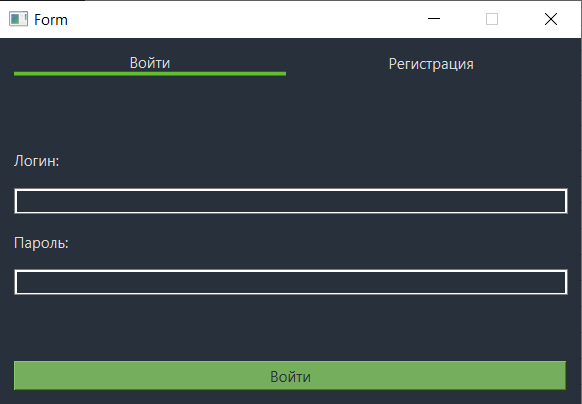 Form
Войти Регистрация
Логин:
Пароль:
Войти